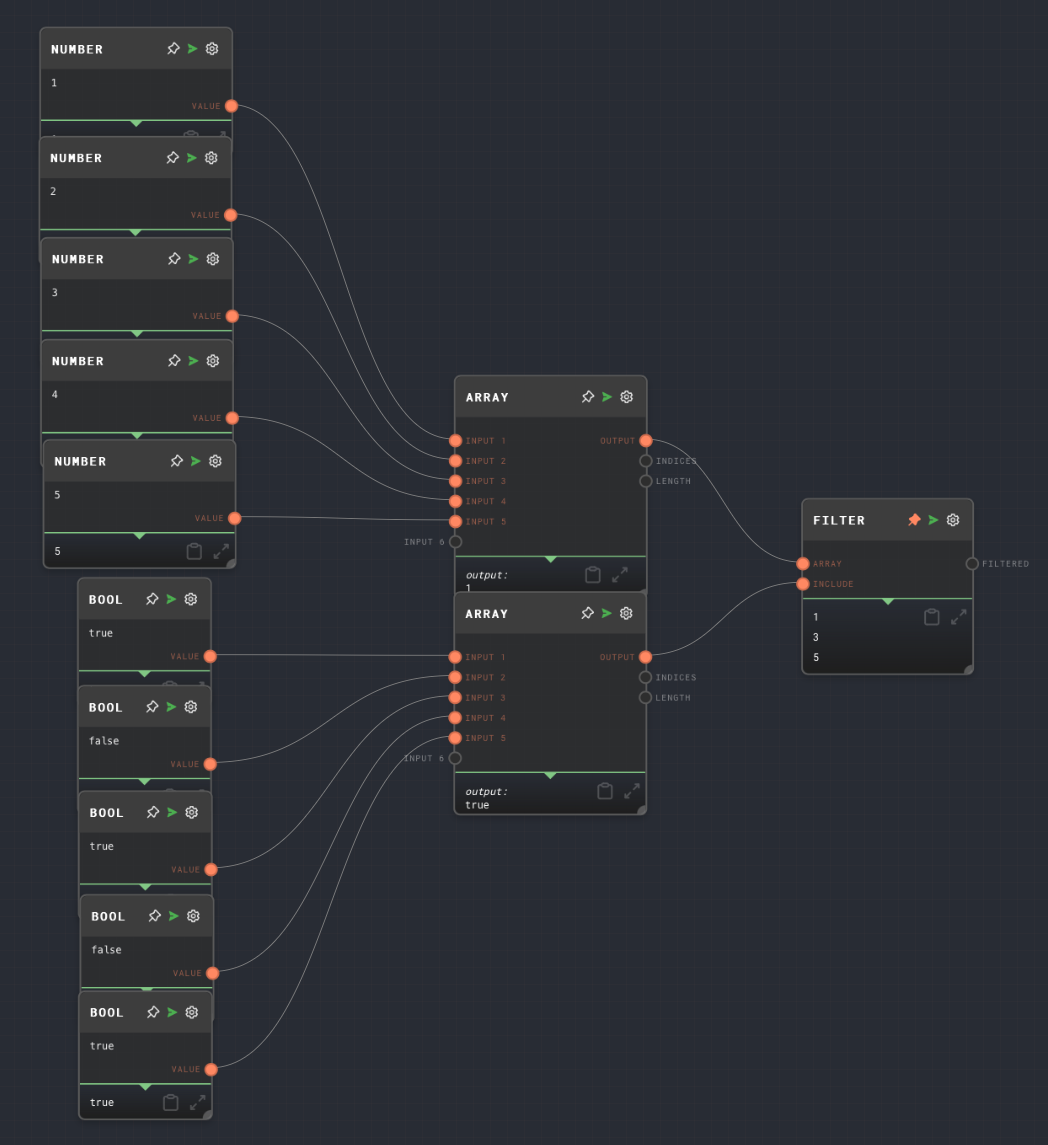 NUMBER
1
VALUE
NUMBER
2
VALUE
NUMBER
3
VALUE
NUMBER
4
VALUE
NUMBER
5
VALUE
5
BOOL
true
VALUE
BOOL
false
VALUE
BOOL
true
VALUE
BOOL
false
VALUE
BOOL
true
VALUE
true
ARRAY
INPUT 1 OUTPUT
INPUT 2 INDICES
INPUT 3 LENGTH
INPUT 4
INPUT 5
INPUT 6
output:
1
ARRAY
INPUT 1 OUTPUT
INPUT 2 INDICES
INPUT 3 LENGTH
INPUT 4
INPUT 5
INPUT 6
output:
true
FILTER
ARRAY FILTERED
INCLUDE
1
3
5